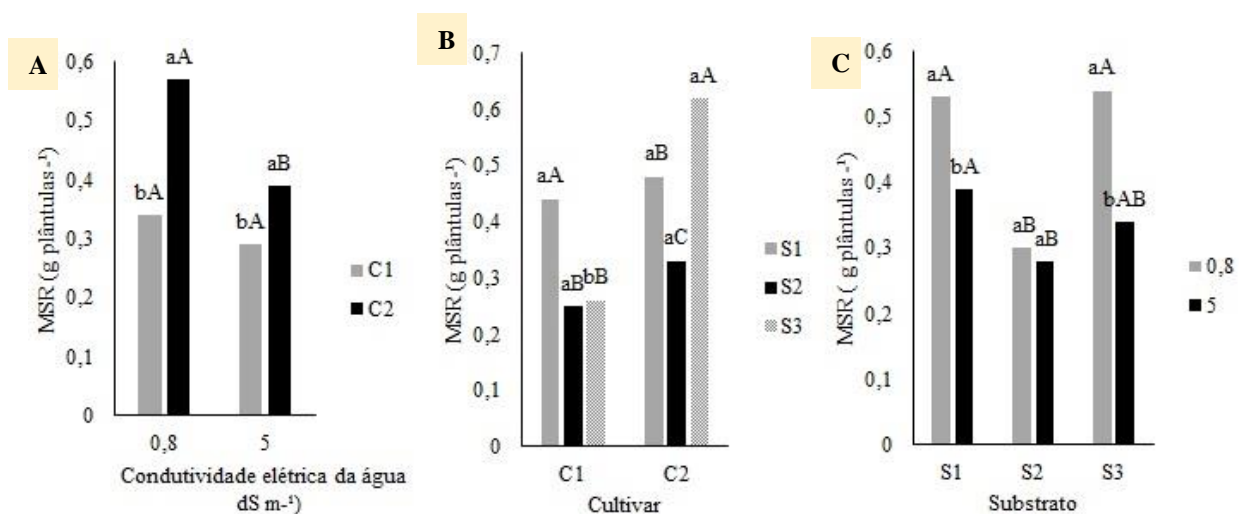 A
0,6
0,5
0,4
0,3
0,2
0,1
0
MSR (g plântulas -¹)
bA
aA
bA
aB
0,8
5
Condutividade elétrica da água
dS m-¹)
C1
C2
B
0,7
0,6
0,5
0,4
0,3
0,2
0,1
0
MSR (g plântulas -¹)
aA
aB
bB
aB
aC
aA
C1
C2
Cultivar
S1
S2
S3
C
0,6
0,5
0,4
0,3
0,2
0,1
0
MSR ( g plântulas -¹)
aA
bA
aB
aB
aA
bAB
S1
S2
S3
Substrato
0,8
5